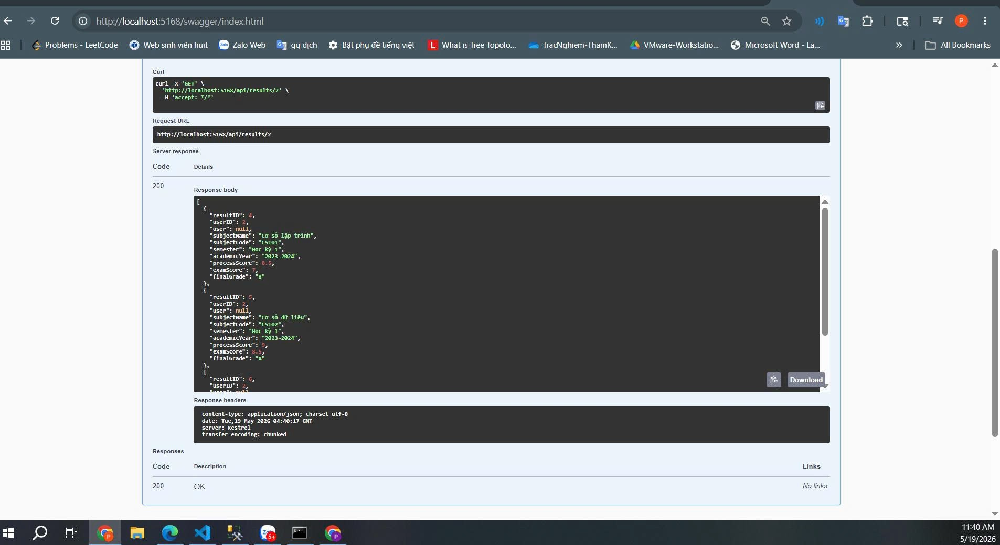 http://localhost:5168/swagger/index.html
P
Problems - LeetCode
Web sinh viên huit
Zalo Web
gg dịch
Bật phụ đề tiếng việt
What is Tree Topolo...
TracNghiem-ThamK...
VMware-Workstatio...
Microsoft Word - La...
»
All Bookmarks
Curl
curl -X 'GET' \
'http://localhost:5168/api/results/2' \
-H 'accept: */*'
Request URL
http://localhost:5168/api/results/2
Server response
Code Details
200
Response body
[
{
"resultID": 4,
"userID": 2,
"user": null,
"subjectName": "Cơ sở lập trình",
"subjectCode": "CS101",
"semester": "Học kỳ 1",
"academicYear": "2023-2024",
"processScore": 8.5,
"examScore": 7,
"finalGrade": "B"
},
{
"resultID": 5,
"userID": 2,
"user": null,
"subjectName": "Cơ sở dữ liệu",
"subjectCode": "CS102",
"semester": "Học kỳ 1",
"academicYear": "2023-2024",
"processScore": 9,
"examScore": 8.5,
"finalGrade": "A"
},
{
"resultID": 6,
"userID": 2,
"user": null
Download
Response headers
content-type: application/json; charset=utf-8
date: Tue,19 May 2026 04:40:17 GMT
server: Kestrel
transfer-encoding: chunked
Responses
Code Description Links
200 OK No links
5+
11:40 AM
5/19/2026